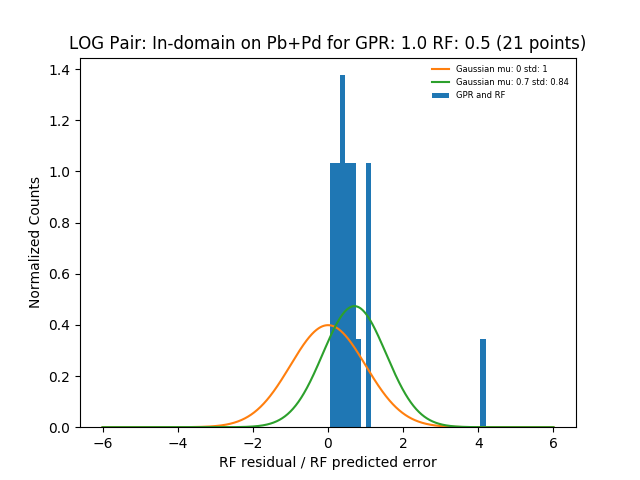 LOG Pair: In-domain on Pb+Pd for GPR: 1.0 RF: 0.5 (21 points)
Gaussian mu: 0 std: 1
Gaussian mu: 0.7 std: 0.84
GPR and RF
Normalized Counts
1.4
1.2
1.0
0.8
0.6
0.4
0.2
0.0
−6 −4 −2 0 2 4 6
RF residual / RF predicted error